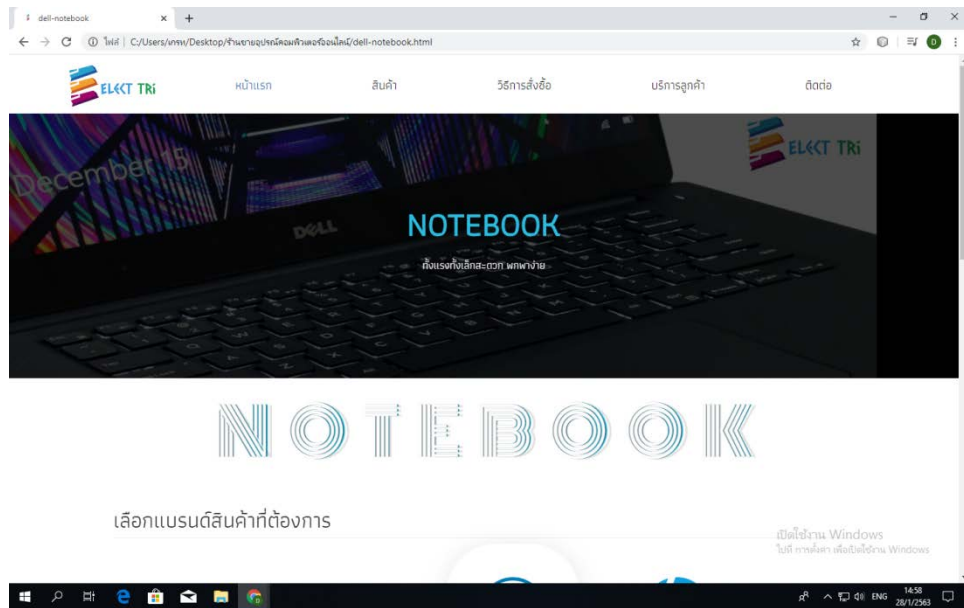 dell-notebook
ไฟล์ | C:/Users/เกรท/Desktop/ร้านขายอุปรณ์คอมพิวเตอร์ออนไลน์/dell-notebook.html
ELECT TRi
หน้าแรก
สินค้า
วิธีการสั่งซื้อ
บริการลูกค้า
ติดต่อ
December 15
ELECT TRi
DELL
NOTEBOOK
ทั้งแรงทั้งเล็กสะดวก พกพาง่าย
NOTEBOOK
เลือกแบรนด์สินค้าที่ต้องการ
เปิดใช้งาน Windows
ไปที่ การตั้งค่า เพื่อเปิดใช้งาน Windows
ENG
14:58
28/1/2563